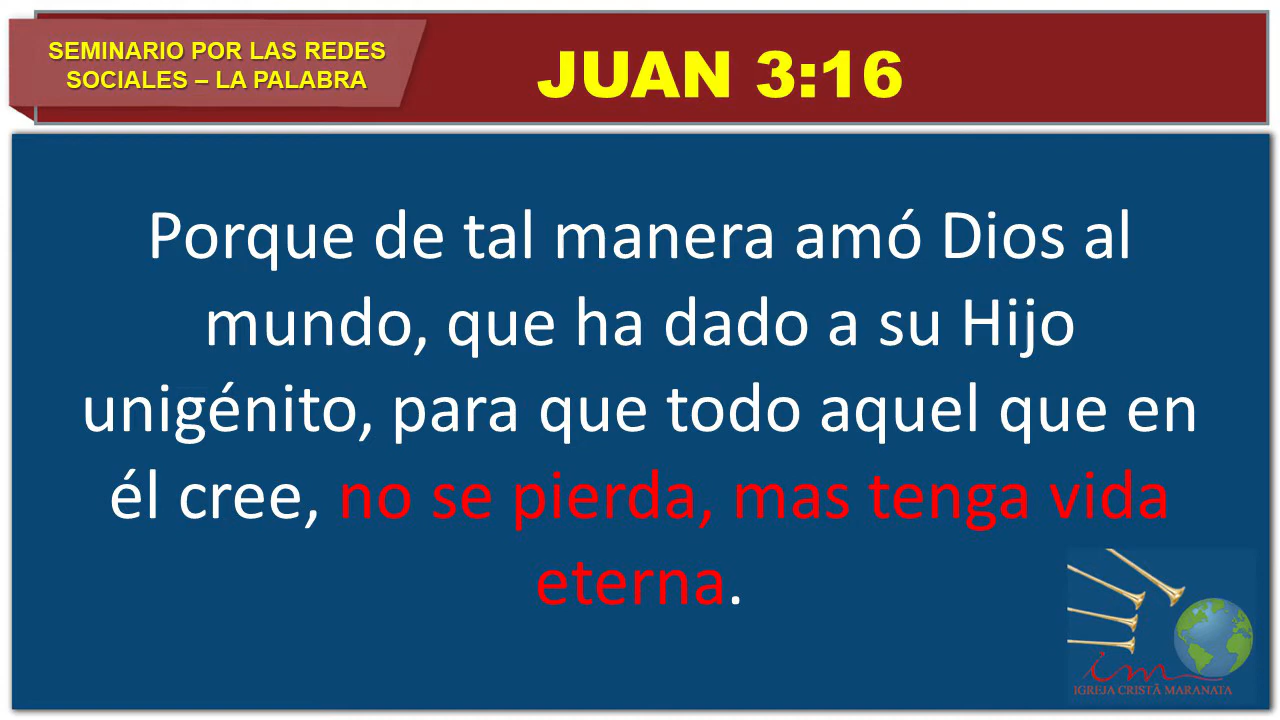 SEMINARIO POR LAS REDES
SOCIALES – LA PALABRA
JUAN 3:16
Porque de tal manera amó Dios al
mundo, que ha dado a su Hijo
unigénito, para que todo aquel que en
él cree, no se pierda, mas tenga vida
eterna.
im
IGREJA CRISTÃ MARANATA